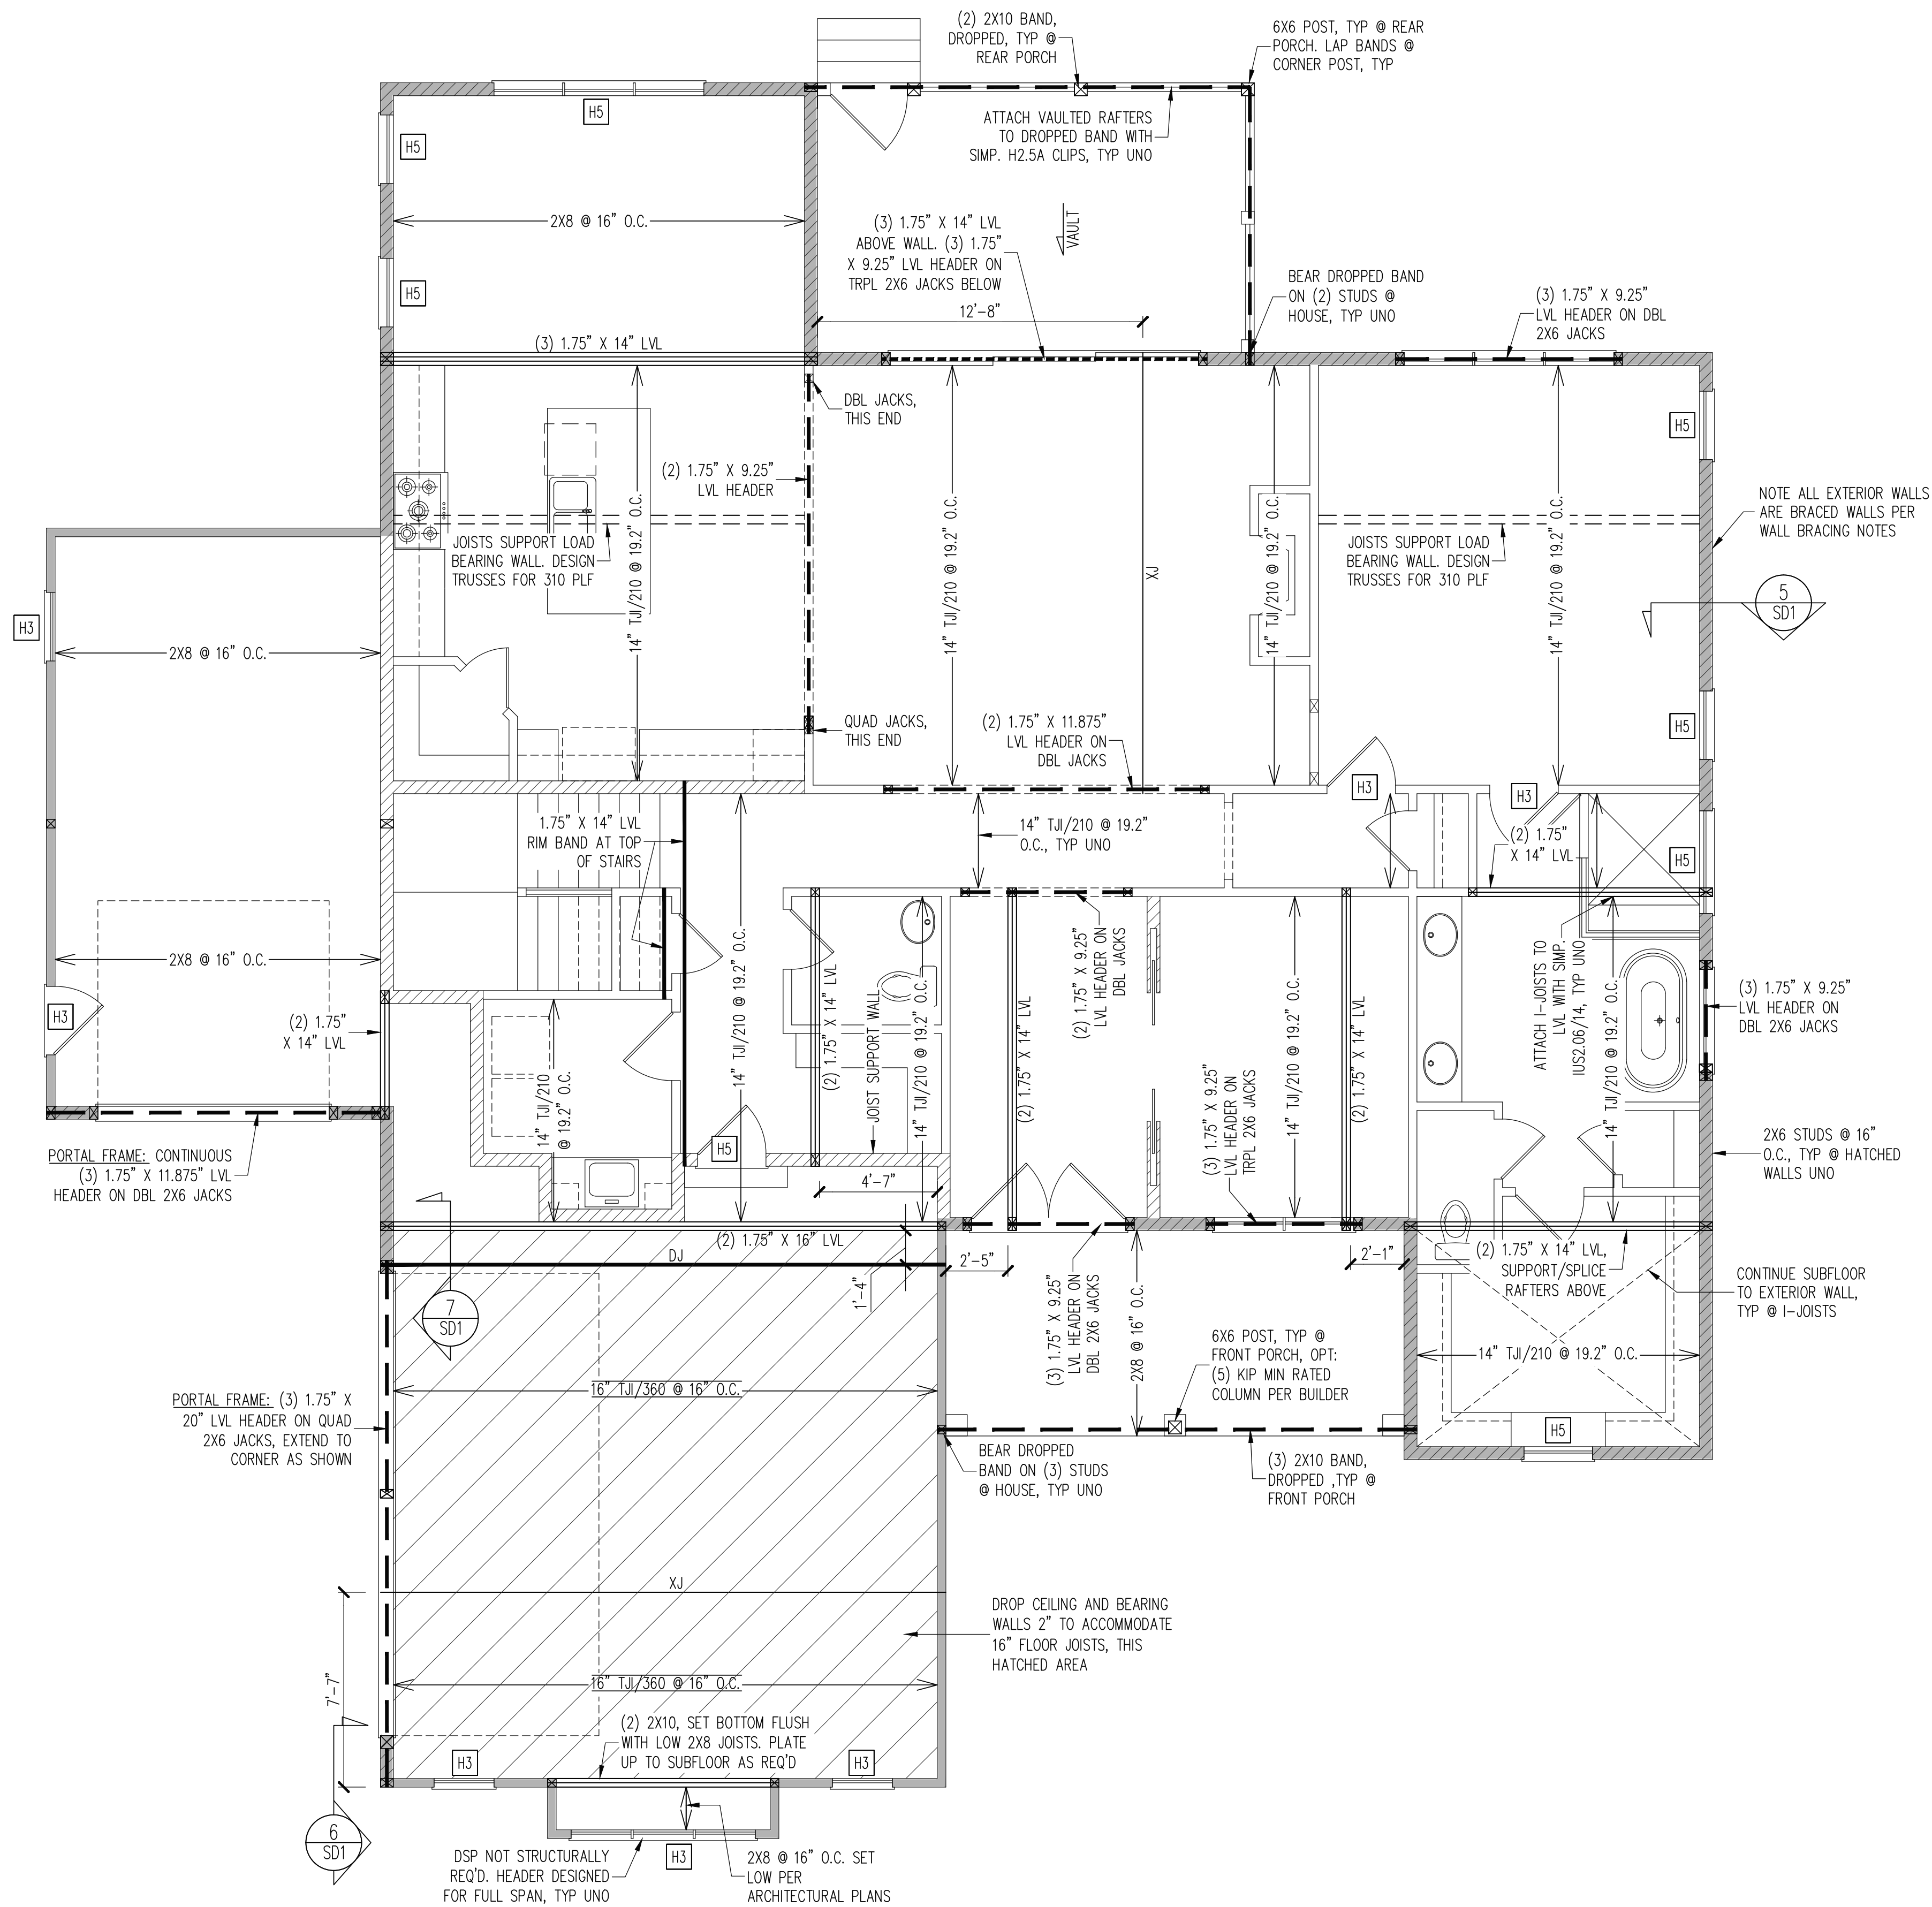 (2) 2X10 BAND,
DROPPED, TYP @
REAR PORCH
6X6 POST, TYP @ REAR
PORCH. LAP BANDS @
CORNER POST, TYP
H5
ATTACH VAULTED RAFTERS
TO DROPPED BAND WITH
SIMP. H2.5A CLIPS, TYP UNO
H5
2X8 @ 16" O.C.
(3) 1.75" X 14" LVL
ABOVE WALL. (3) 1.75"
X 9.25" LVL HEADER ON
TRPL 2X6 JACKS BELOW
VAULT
H5
BEAR DROPPED BAND
ON (2) STUDS @
HOUSE, TYP UNO
(3) 1.75" X 9.25"
LVL HEADER ON DBL
2X6 JACKS
12'-8"
(3) 1.75" X 14" LVL
DBL JACKS,
THIS END
H5
(2) 1.75" X 9.25"
LVL HEADER
14" TJI/210 @ 19.2" O.C.
14" TJI/210 @ 19.2" O.C.
14" TJI/210 @ 19.2" O.C.
14" TJI/210 @ 19.2" O.C.
NOTE ALL EXTERIOR WALLS
ARE BRACED WALLS PER
WALL BRACING NOTES
JOISTS SUPPORT LOAD
BEARING WALL. DESIGN
TRUSSES FOR 310 PLF
XJ
JOISTS SUPPORT LOAD
BEARING WALL. DESIGN
TRUSSES FOR 310 PLF
5
SD1
H3
2X8 @ 16" O.C.
QUAD JACKS,
THIS END
(2) 1.75" X 11.875"
LVL HEADER ON
DBL JACKS
H5
H3
H3
1.75" X 14" LVL
RIM BAND AT TOP
OF STAIRS
14" TJI/210 @ 19.2"
O.C., TYP UNO
(2) 1.75"
X 14" LVL
H5
2X8 @ 16" O.C.
H3
(2) 1.75"
X 14" LVL
14" TJI/210
@ 19.2" O.C.
14" TJI/210 @ 19.2" O.C.
(2) 1.75" X 14" LVL
JOIST SUPPORT WALL
14" TJI/210 @ 19.2" O.C.
(2) 1.75" X 14" LVL
(2) 1.75" X 9.25"
LVL HEADER ON
DBL JACKS
(3) 1.75" X 9.25"
LVL HEADER ON
TRPL 2X6 JACKS
14" TJI/210 @ 19.2" O.C.
(2) 1.75" X 14" LVL
ATTACH I-JOISTS TO
LVL WITH SIMP.
IUS2.06/14, TYP UNO
14" TJI/210 @ 19.2" O.C.
(3) 1.75" X 9.25"
LVL HEADER ON
DBL 2X6 JACKS
H5
4'-7"
PORTAL FRAME: CONTINUOUS
(3) 1.75" X 11.875" LVL
HEADER ON DBL 2X6 JACKS
2X6 STUDS @ 16"
O.C., TYP @ HATCHED
WALLS UNO
(2) 1.75" X 16" LVL
DJ
1'-4"
2'-5"
(3) 1.75" X 9.25"
LVL HEADER ON
DBL 2X6 JACKS
2X8 @ 16" O.C.
2'-1"
(2) 1.75" X 14" LVL,
SUPPORT/SPLICE
RAFTERS ABOVE
CONTINUE SUBFLOOR
TO EXTERIOR WALL,
TYP @ I-JOISTS
7
SD1
6X6 POST, TYP @
FRONT PORCH, OPT:
(5) KIP MIN RATED
COLUMN PER BUILDER
14" TJI/210 @ 19.2" O.C.
PORTAL FRAME: (3) 1.75" X
20" LVL HEADER ON QUAD
2X6 JACKS, EXTEND TO
CORNER AS SHOWN
16" TJI/360 @ 16" O.C.
H5
BEAR DROPPED
BAND ON (3) STUDS
@ HOUSE, TYP UNO
(3) 2X10 BAND,
DROPPED ,TYP @
FRONT PORCH
XJ
DROP CEILING AND BEARING
WALLS 2" TO ACCOMMODATE
16" FLOOR JOISTS, THIS
HATCHED AREA
7'-7"
16" TJI/360 @ 16" O.C.
(2) 2X10, SET BOTTOM FLUSH
WITH LOW 2X8 JOISTS. PLATE
UP TO SUBFLOOR AS REQ'D
H3
H3
6
SD1
DSP NOT STRUCTURALLY
REQ'D. HEADER DESIGNED
FOR FULL SPAN, TYP UNO
H3
2X8 @ 16" O.C. SET
LOW PER
ARCHITECTURAL PLANS